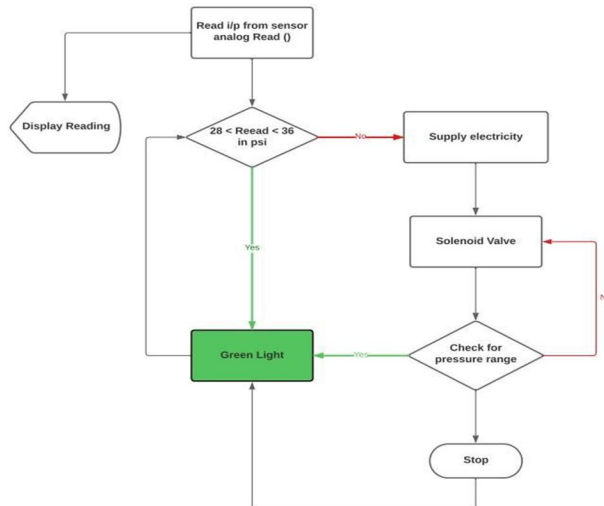 Read i/p from sensor
analog Read ()
Display Reading
28 < Reead < 36
in psi
No
Supply electricity
Yes
Solenoid Valve
Green Light
Yes
Check for
pressure range
Stop